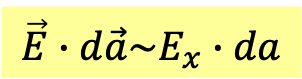 E⃗ · da⃗~Eₓ · da